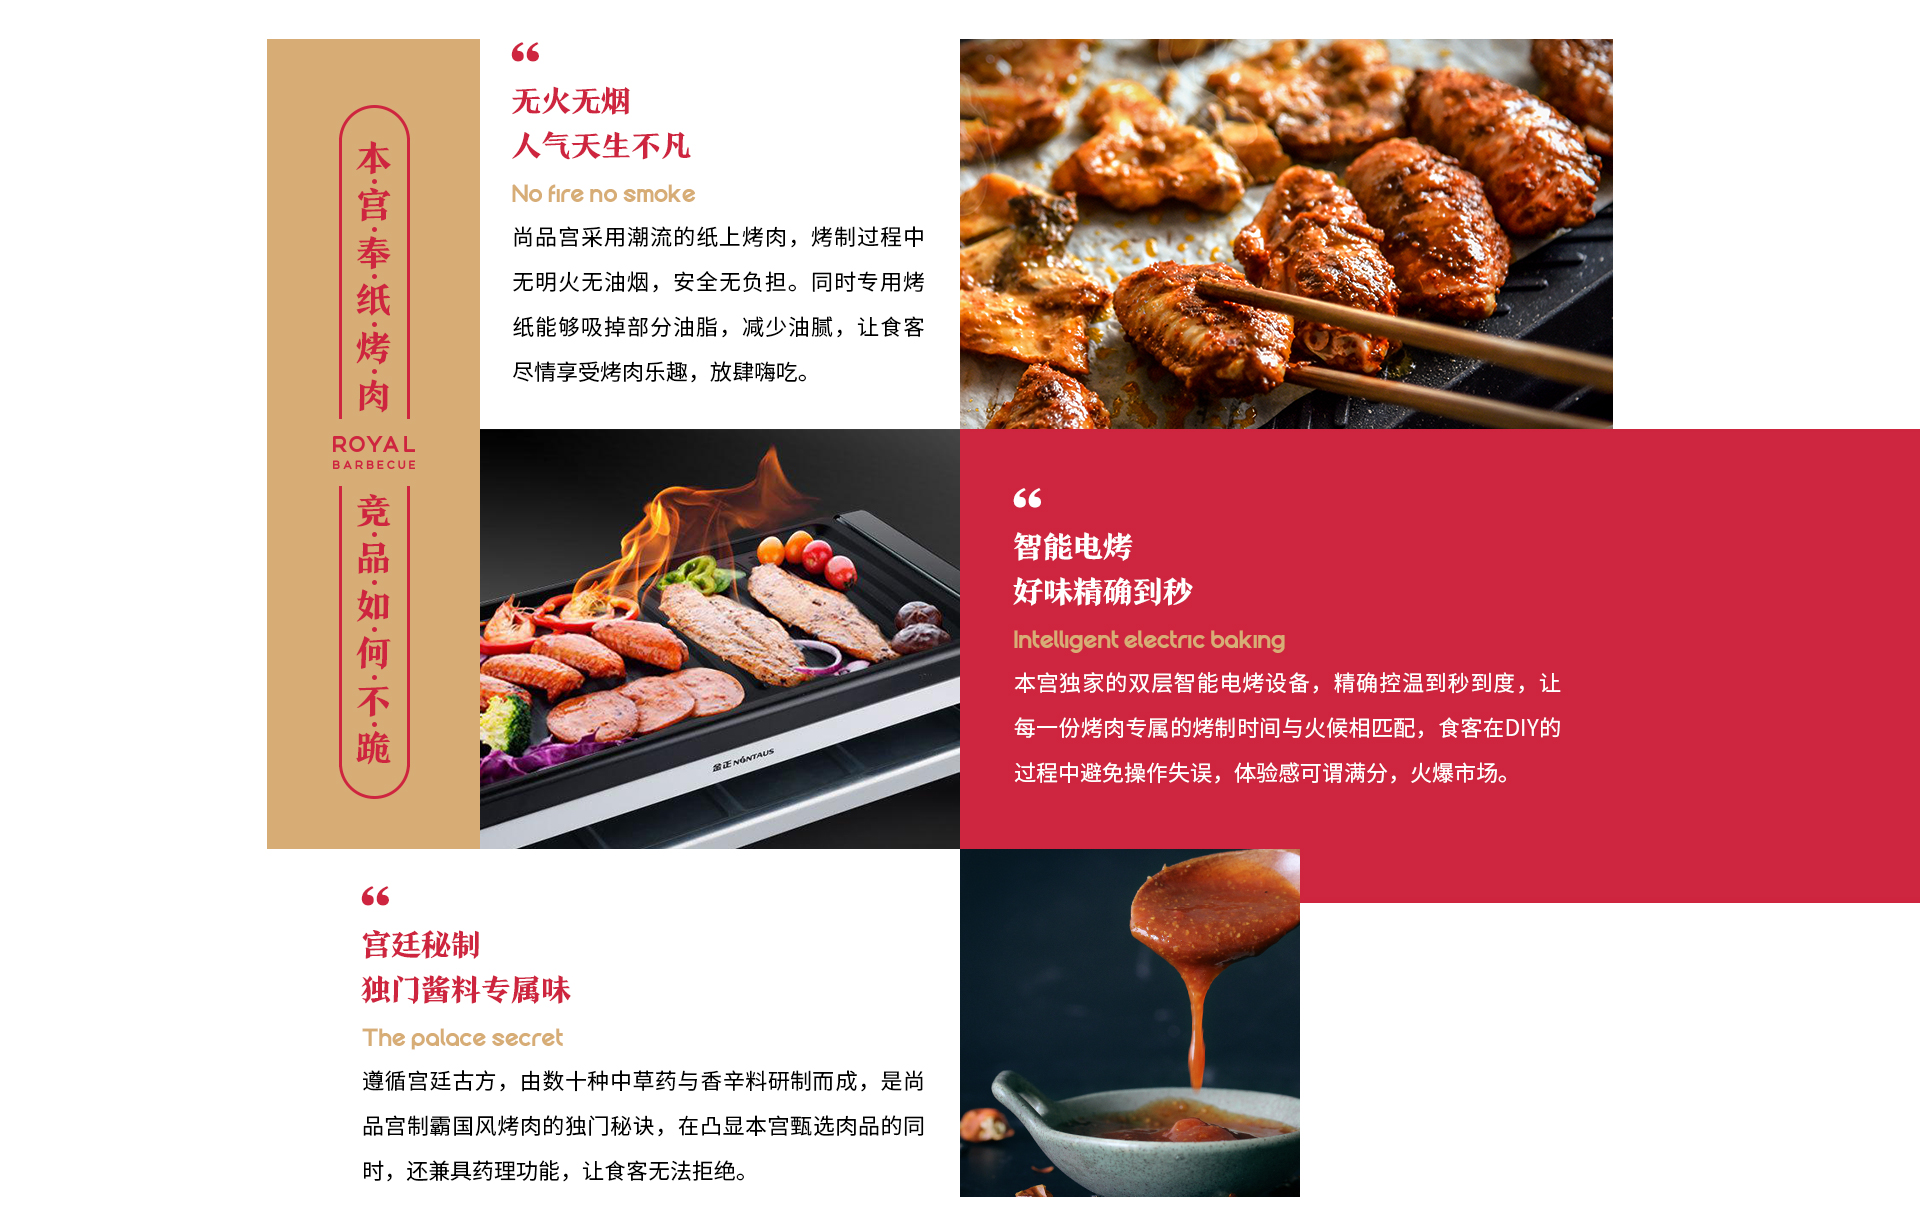 本·宫·奉·纸·烤·肉
ROYAL
BARBECUE
竞·品·如·何·不·跪
“
无火无烟
人气天生不凡
No fire no smoke
尚品宫采用潮流的纸上烤肉，烤制过程中
无明火无油烟，安全无负担。同时专用烤
纸能够吸掉部分油脂，减少油腻，让食客
尽情享受烤肉乐趣，放肆嗨吃。
金正 NONTAUS
“
智能电烤
好味精确到秒
Intelligent electric baking
本宫独家的双层智能电烤设备，精确控温到秒到度，让
每一份烤肉专属的烤制时间与火候相匹配，食客在DIY的
过程中避免操作失误，体验感可谓满分，火爆市场。
“
宫廷秘制
独门酱料专属味
The palace secret
遵循宫廷古方，由数十种中草药与香辛料研制而成，是尚
品宫制霸国风烤肉的独门秘诀，在凸显本宫甄选肉品的同
时，还兼具药理功能，让食客无法拒绝。